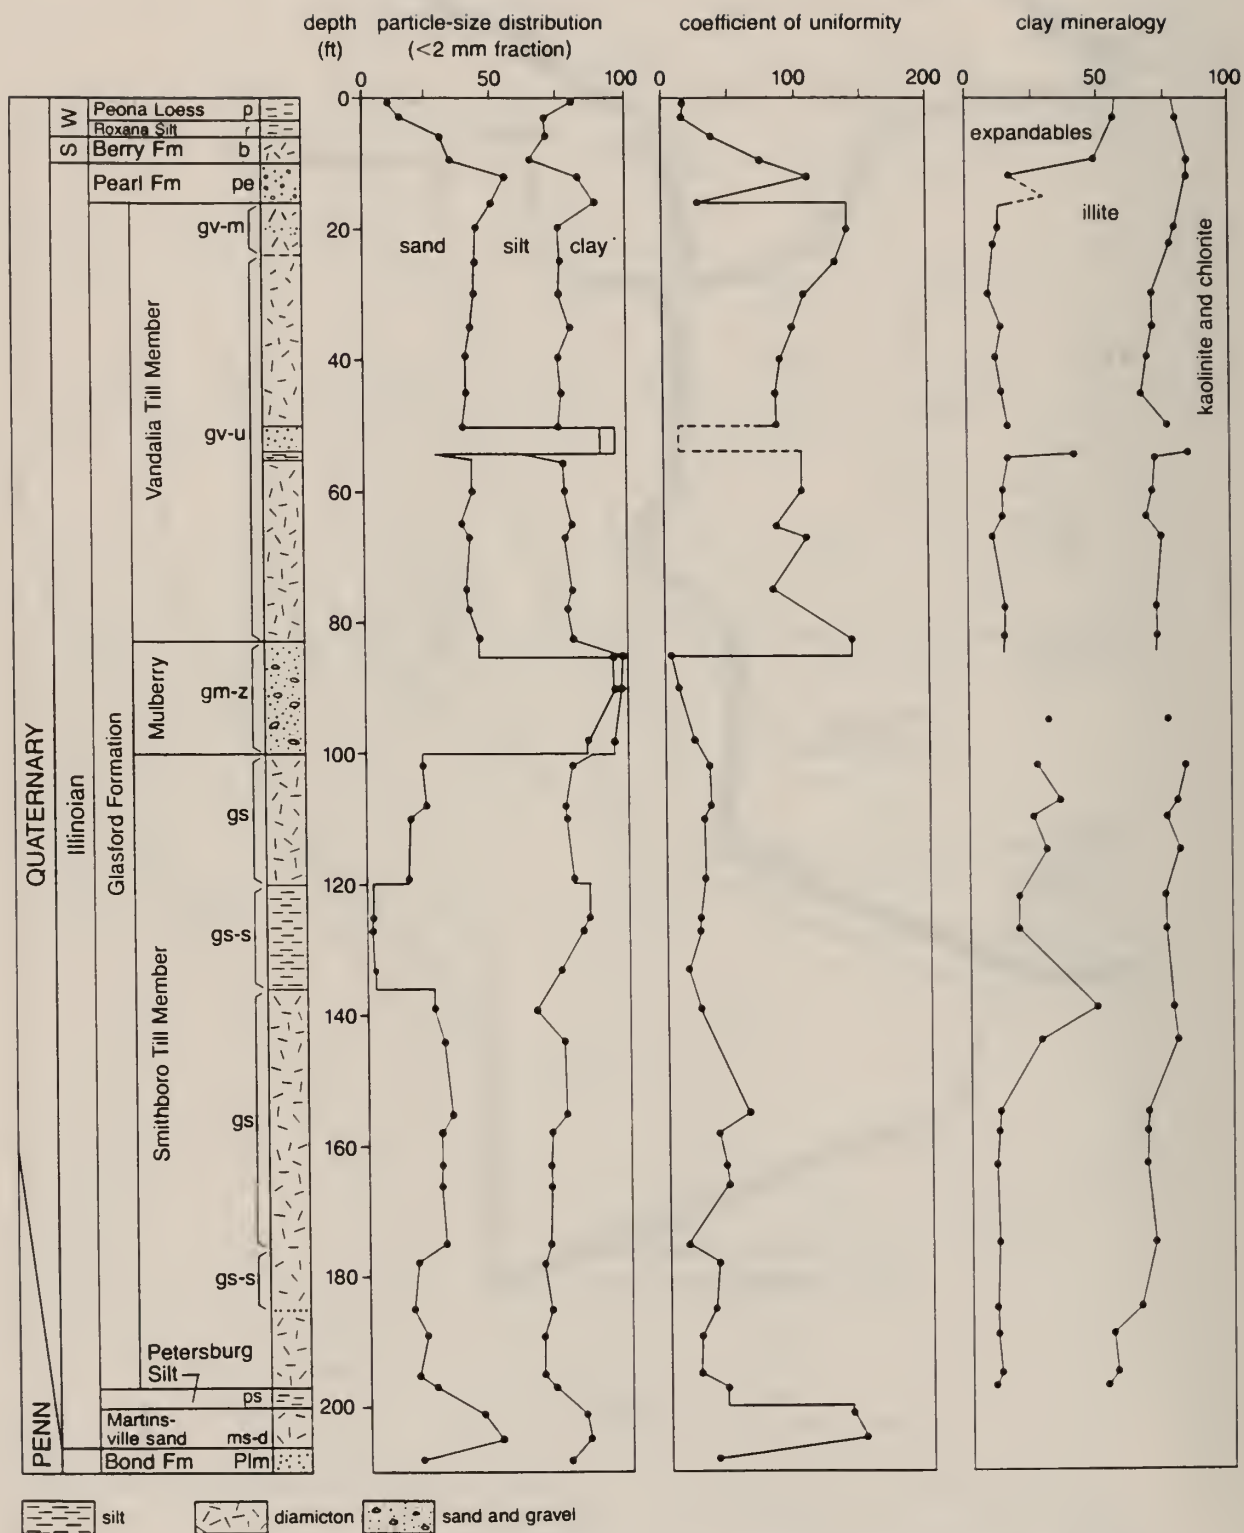 depth
(ft)
particle-size distribution
(<2 mm fraction)
coefficient of uniformity
clay mineralogy
0 50 100
0 100 200
0 50 100
0
20
40
60
80
100
120
140
160
180
200
QUATERNARY
PENN
W
S
Illinoian
Glasford Formation
Peona Loess p
Roxana Silt r
Berry Fm b
Pearl Fm pe
Vandalia Till Member
gv-m
gv-u
Mulberry
gm-z
Smithboro Till Member
gs
gs-s
gs
gs-s
Petersburg
Silt
ps
Martins-
ville sand ms-d
Bond Fm Plm
sand
silt
clay
expandables
illite
kaolinite and chlorite
silt
diamicton
sand and gravel